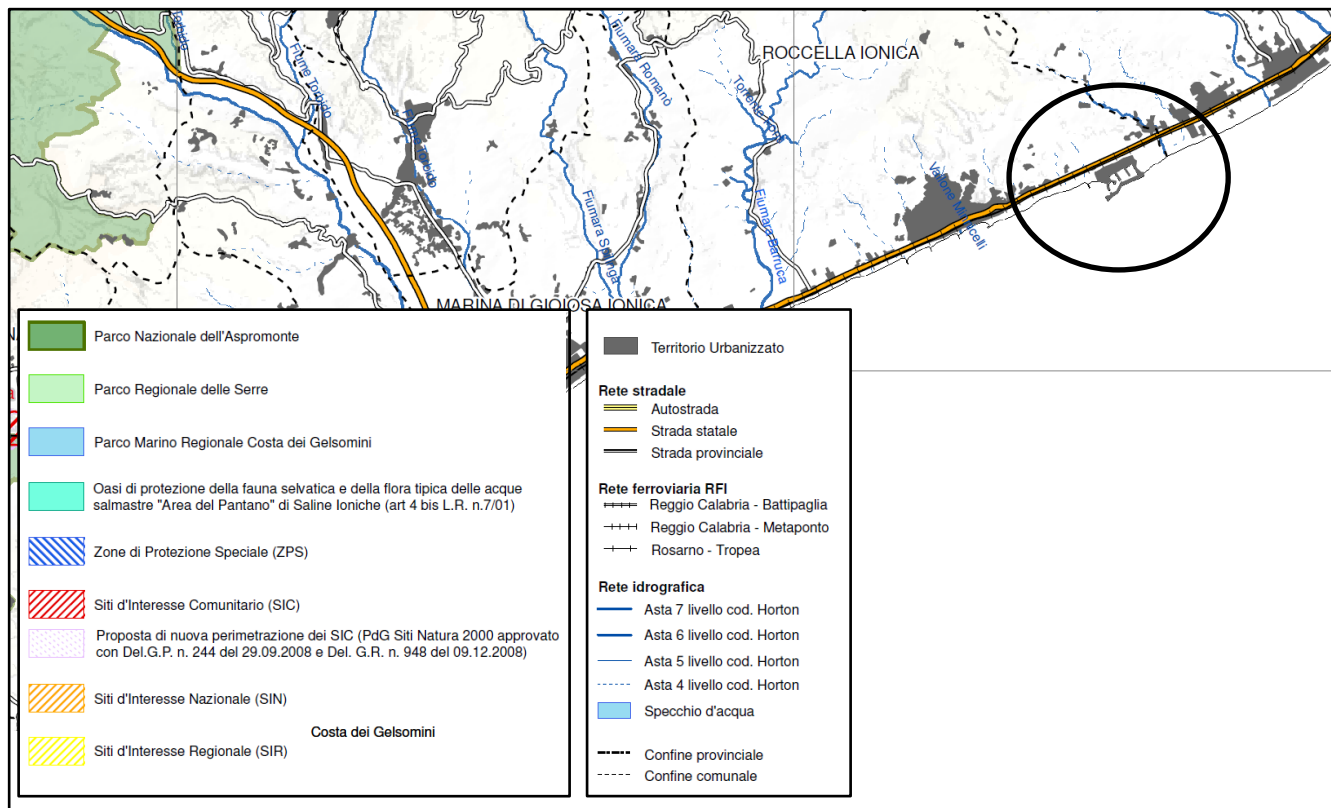 Torbido
Fiume Torbido
Fiume Torbido
Fiumara Romanò
ROCCELLA IONICA
Fiumara Barruca
MARINA DI GIOIOSA IONICA
Parco Nazionale dell'Aspromonte
Parco Regionale delle Serre
Parco Marino Regionale Costa dei Gelsomini
Oasi di protezione della fauna selvatica e della flora tipica delle acque
salmastre "Area del Pantano" di Saline Ioniche (art 4 bis L.R. n.7/01)
Zone di Protezione Speciale (ZPS)
Siti d'Interesse Comunitario (SIC)
Proposta di nuova perimetrazione dei SIC (PdG Siti Natura 2000 approvato
con Del.G.P. n. 244 del 29.09.2008 e Del. G.R. n. 948 del 09.12.2008)
Siti d'Interesse Nazionale (SIN)
Costa dei Gelsomini
Siti d'Interesse Regionale (SIR)
Territorio Urbanizzato
Rete stradale
Autostrada
Strada statale
Strada provinciale
Rete ferroviaria RFI
Reggio Calabria - Battipaglia
Reggio Calabria - Metaponto
Rosarno - Tropea
Rete idrografica
Asta 7 livello cod. Horton
Asta 6 livello cod. Horton
Asta 5 livello cod. Horton
Asta 4 livello cod. Horton
Specchio d'acqua
Confine provinciale
Confine comunale